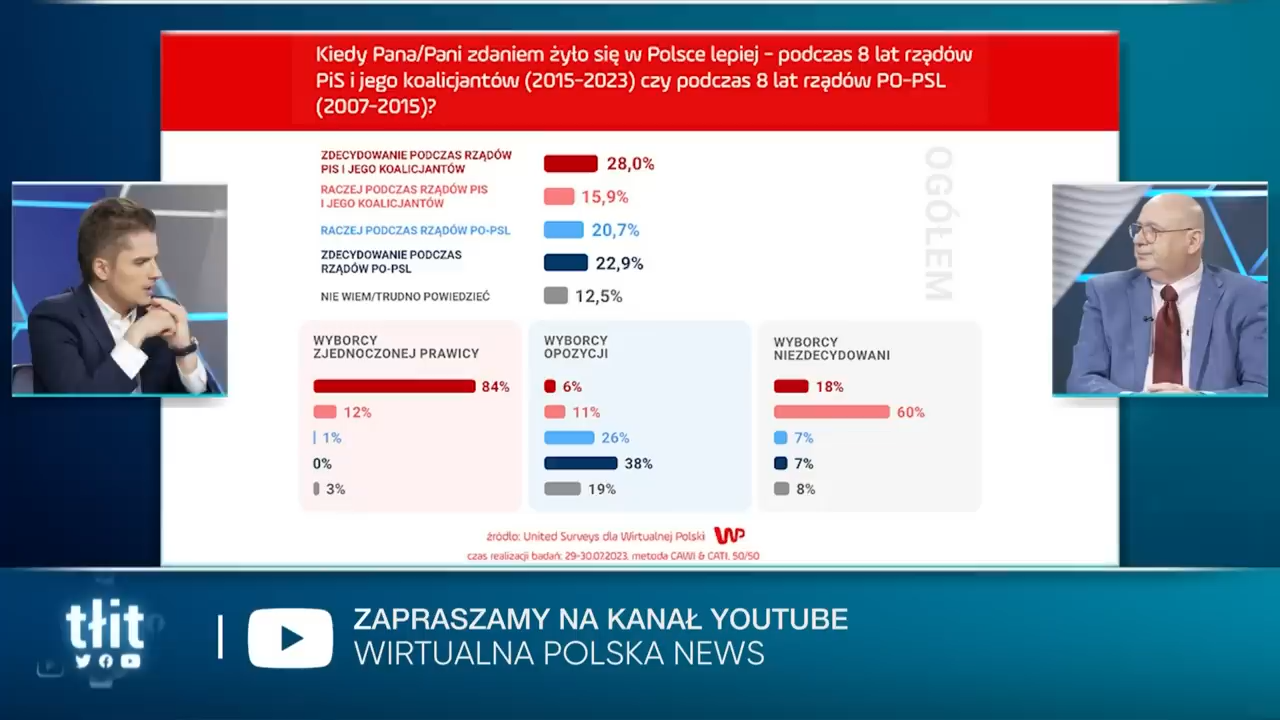 Kiedy Pana/Pani zdaniem żyło się w Polsce lepiej - podczas 8 lat rządów
PiS i jego koalicjantów (2015-2023) czy podczas 8 lat rządów PO-PSL
(2007-2015)?
ZDECYDOWANIE PODCZAS RZĄDÓW
PIS I JEGO KOALICJANTÓW
28,0%
RACZEJ PODCZAS RZĄDÓW PIS
I JEGO KOALICJANTÓW
15,9%
RACZEJ PODCZAS RZĄDÓW PO-PSL
20,7%
ZDECYDOWANIE PODCZAS
RZĄDÓW PO-PSL
22,9%
NIE WIEM/TRUDNO POWIEDZIEĆ
12,5%
OGÓŁEM
WYBORCY
ZJEDNOCZONEJ PRAWICY
84%
12%
1%
0%
3%
WYBORCY
OPOZYCJI
6%
11%
26%
38%
19%
WYBORCY
NIEZDECYDOWANI
18%
60%
7%
7%
8%
źródło: United Surveys dla Wirtualnej Polski WP
czas realizacji badań: 29-30.07.2023, metoda CAWI & CATI, 50/50
tłit
ZAPRASZAMY NA KANAŁ YOUTUBE
WIRTUALNA POLSKA NEWS